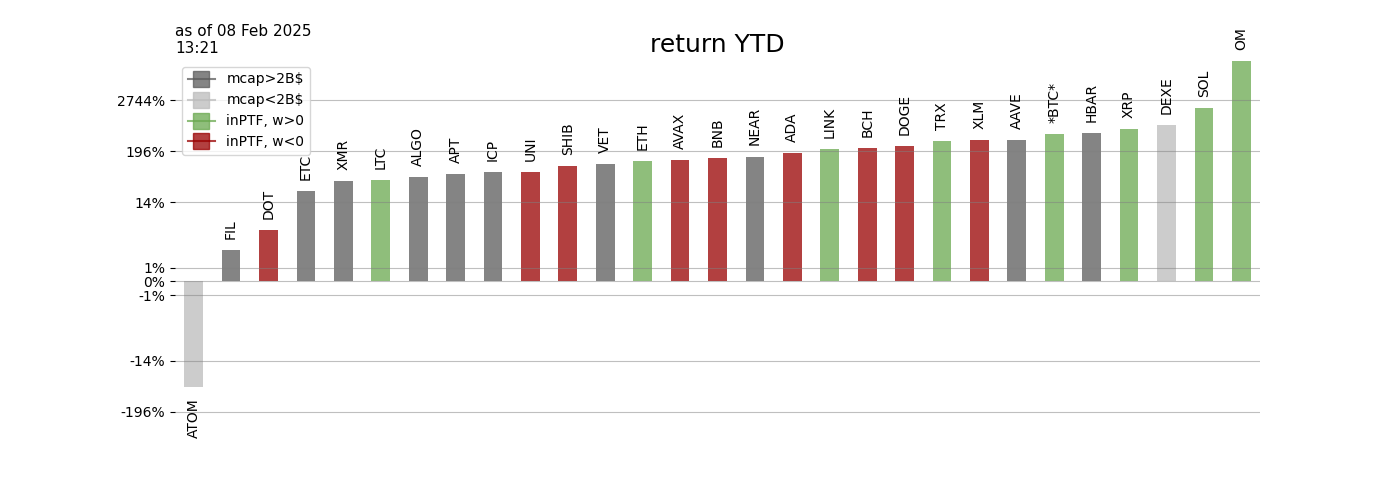 as of 08 Feb 2025
13:21
return YTD
mcap>2B$
mcap<2B$
inPTF, w>0
inPTF, w<0
2744%
196%
14%
1%
0%
-1%
-14%
-196%
ATOM
FIL
DOT
ETC
XMR
LTC
ALGO
APT
ICP
UNI
SHIB
VET
ETH
AVAX
BNB
NEAR
ADA
LINK
BCH
DOGE
TRX
XLM
AAVE
*BTC*
HBAR
XRP
DEXE
SOL
OM